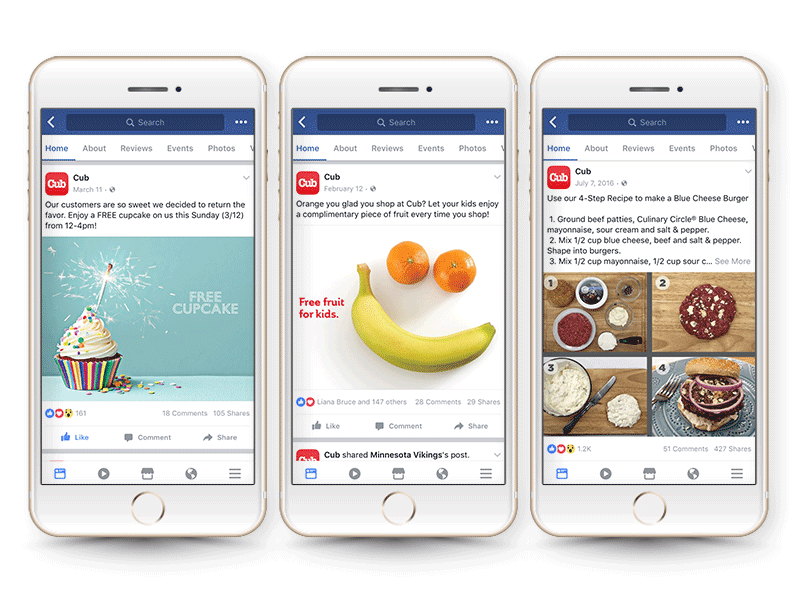 Search
Home About Reviews Events Photos V
Cub
Cub
March 11
Our customers are so sweet we decided to return the
favor. Enjoy a FREE cupcake on us this Sunday (3/12)
from 12-4pm!
FREE
CUPCAKE
161 18 Comments 105 Shares
Like Comment Share
Search
Home About Reviews Events Photos V
Cub
Cub
February 12
Orange you glad you shop at Cub? Let your kids enjoy
a complimentary piece of fruit every time you shop!
Free fruit
for kids.
Liana Bruce and 147 others 28 Comments 29 Shares
Like Comment Share
Cub
Cub shared Minnesota Vikings's post.
Search
Home About Reviews Events Photos V
Cub
Cub
July 7, 2016
Use our 4-Step Recipe to make a Blue Cheese Burger
1. Ground beef patties, Culinary Circle® Blue Cheese,
mayonnaise, sour cream and salt & pepper.
2. Mix 1/2 cup blue cheese, beef and salt & pepper.
Shape into burgers.
3. Mix 1/2 cup mayonnaise, 1/2 cup sour c... See More
1 2
3 4
1.2K 51 Comments 427 Shares